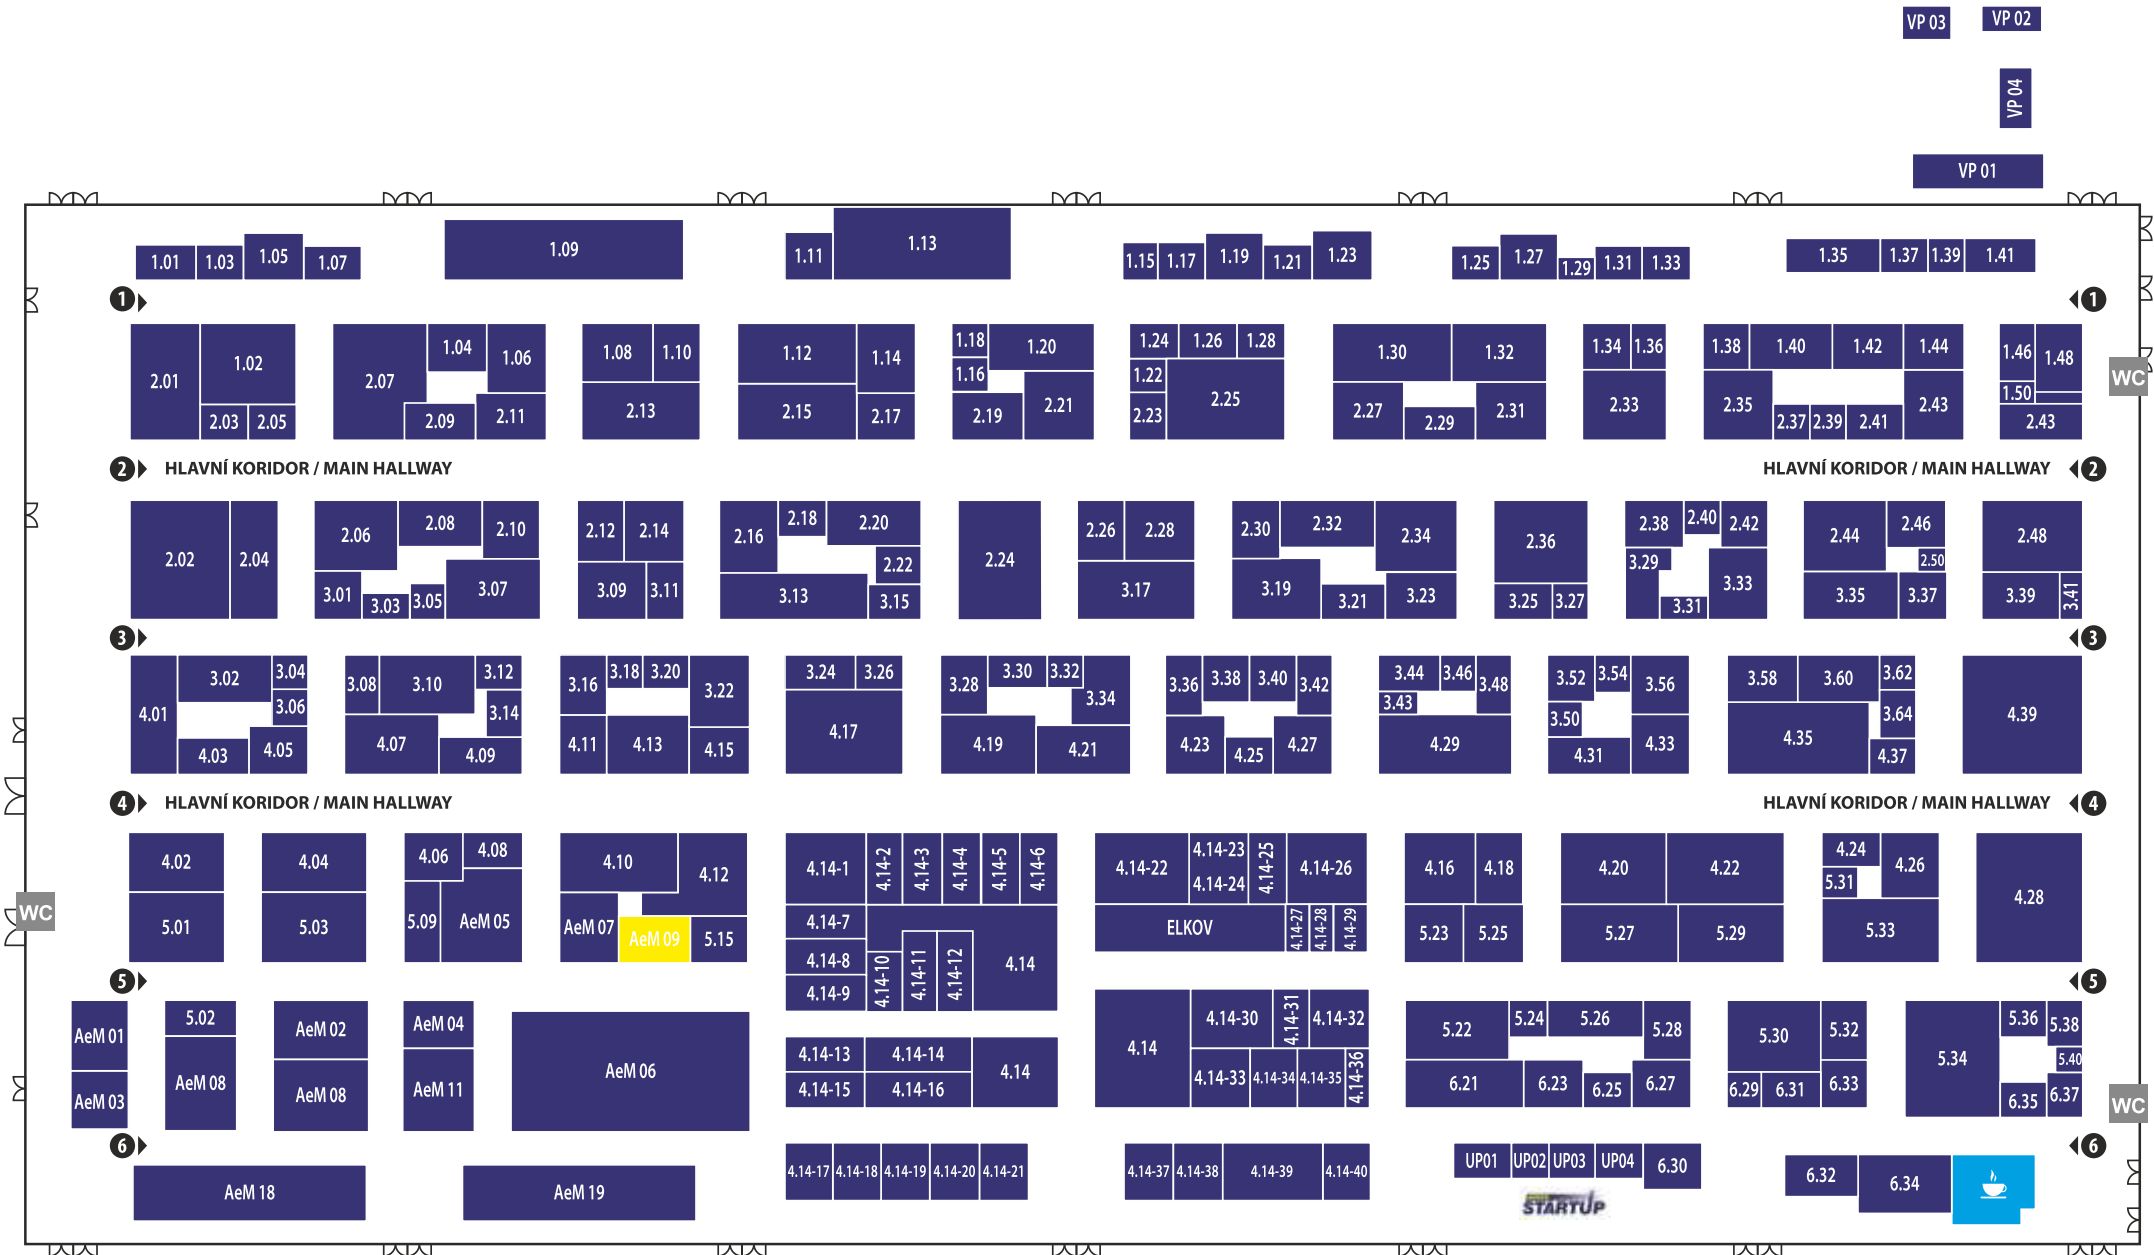 VP 03 VP 02
VP 04
VP 01
1.01 1.03 1.05 1.07 1.09 1.11 1.13 1.15 1.17 1.19 1.21 1.23 1.25 1.27 1.29 1.31 1.33 1.35 1.37 1.39 1.41
1 1
2.01 1.02 2.07 1.04 1.06 1.08 1.10 1.12 1.14 1.18 1.20 1.24 1.26 1.28 1.30 1.32 1.34 1.36 1.38 1.40 1.42 1.44 1.46 1.48
WC
1.16 1.22 1.50
2.03 2.05 2.09 2.11 2.13 2.15 2.17 2.19 2.21 2.23 2.25 2.27 2.29 2.31 2.33 2.35 2.37 2.39 2.41 2.43 2.43
2 HLAVNÍ KORIDOR / MAIN HALLWAY HLAVNÍ KORIDOR / MAIN HALLWAY 2
2.02 2.04 2.06 2.08 2.10 2.12 2.14 2.16 2.18 2.20 2.22 2.24 2.26 2.28 2.30 2.32 2.34 2.36 2.38 2.40 2.42 2.44 2.46 2.50 2.48
3.01 3.03 3.05 3.07 3.09 3.11 3.13 3.15 3.17 3.19 3.21 3.23 3.25 3.27 3.29 3.31 3.33 3.35 3.37 3.39 3.41
3 3
4.01 3.02 3.04 3.06 3.08 3.10 3.12 3.14 3.16 3.18 3.20 3.22 3.24 3.26 3.28 3.30 3.32 3.34 3.36 3.38 3.40 3.42 3.44 3.46 3.48 3.43 3.52 3.54 3.56 3.50 3.58 3.60 3.62 3.64 4.39
4.03 4.05 4.07 4.09 4.11 4.13 4.15 4.17 4.19 4.21 4.23 4.25 4.27 4.29 4.31 4.33 4.35 4.37
4 HLAVNÍ KORIDOR / MAIN HALLWAY HLAVNÍ KORIDOR / MAIN HALLWAY 4
4.02 4.04 4.06 4.08 4.10 4.12 4.14-1 4.14-2 4.14-3 4.14-4 4.14-5 4.14-6 4.14-22 4.14-23 4.14-24 4.14-25 4.14-26 4.16 4.18 4.20 4.22 4.24 4.26 5.31 4.28
WC
5.01 5.03 5.09 AeM 05 AeM 07 AeM 09 5.15 4.14-7 ELKOV 4.14-27 4.14-28 4.14-29 5.23 5.25 5.27 5.29 5.33
4.14-8 4.14-10 4.14-11 4.14-12 4.14
4.14-9
5 5
AeM 01 5.02 AeM 02 AeM 04 4.14 4.14-30 4.14-31 4.14-32 5.22 5.24 5.26 5.28 5.30 5.32 5.34 5.36 5.38 5.40
AeM 03 AeM 08 AeM 08 AeM 11 AeM 06 4.14-13 4.14-14 4.14 4.14-33 4.14-34 4.14-35 4.14-36 6.21 6.23 6.25 6.27 6.29 6.31 6.33 6.35 6.37
4.14-15 4.14-16
WC
6 6
AeM 18 AeM 19 4.14-17 4.14-18 4.14-19 4.14-20 4.14-21 4.14-37 4.14-38 4.14-39 4.14-40 UP01 UP02 UP03 UP04 6.30 6.32 6.34
STARTUP